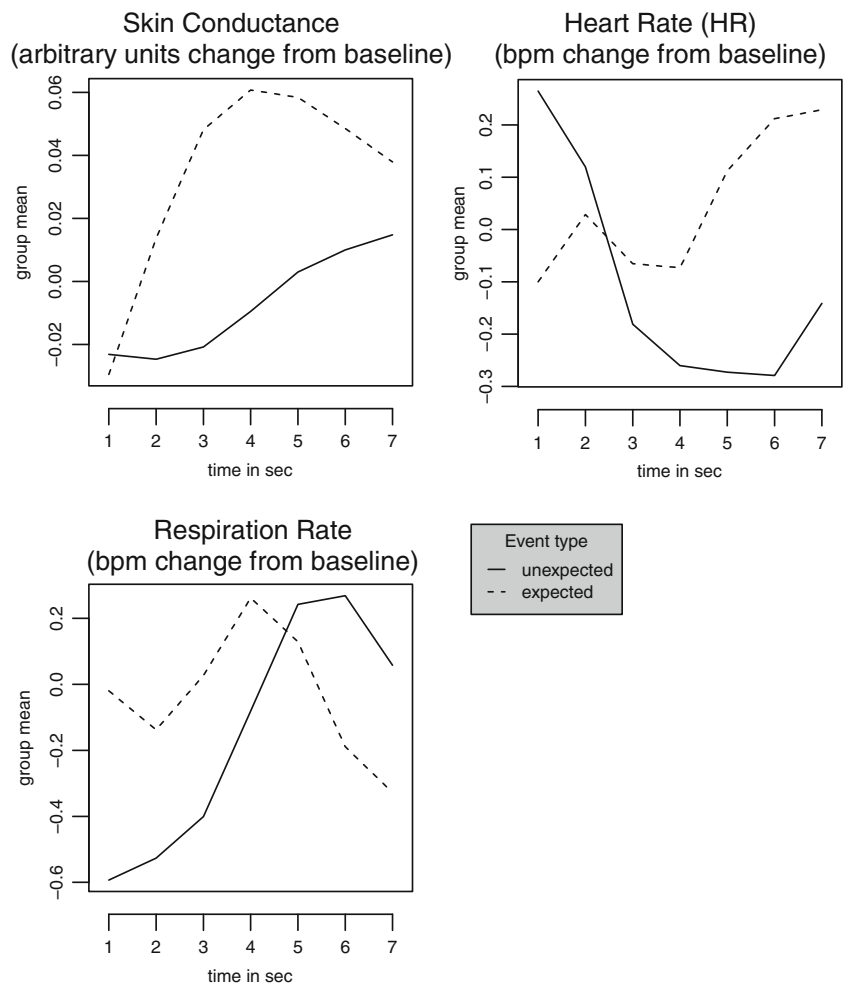 Skin Conductance
(arbitrary units change from baseline)
group mean
0.06
0.04
0.02
0.00
−0.02
1 2 3 4 5 6 7
time in sec
Heart Rate (HR)
(bpm change from baseline)
group mean
0.2
0.1
0.0
−0.1
−0.2
−0.3
1 2 3 4 5 6 7
time in sec
Respiration Rate
(bpm change from baseline)
group mean
0.2
0.0
−0.2
−0.4
−0.6
1 2 3 4 5 6 7
time in sec
Event type
unexpected
expected